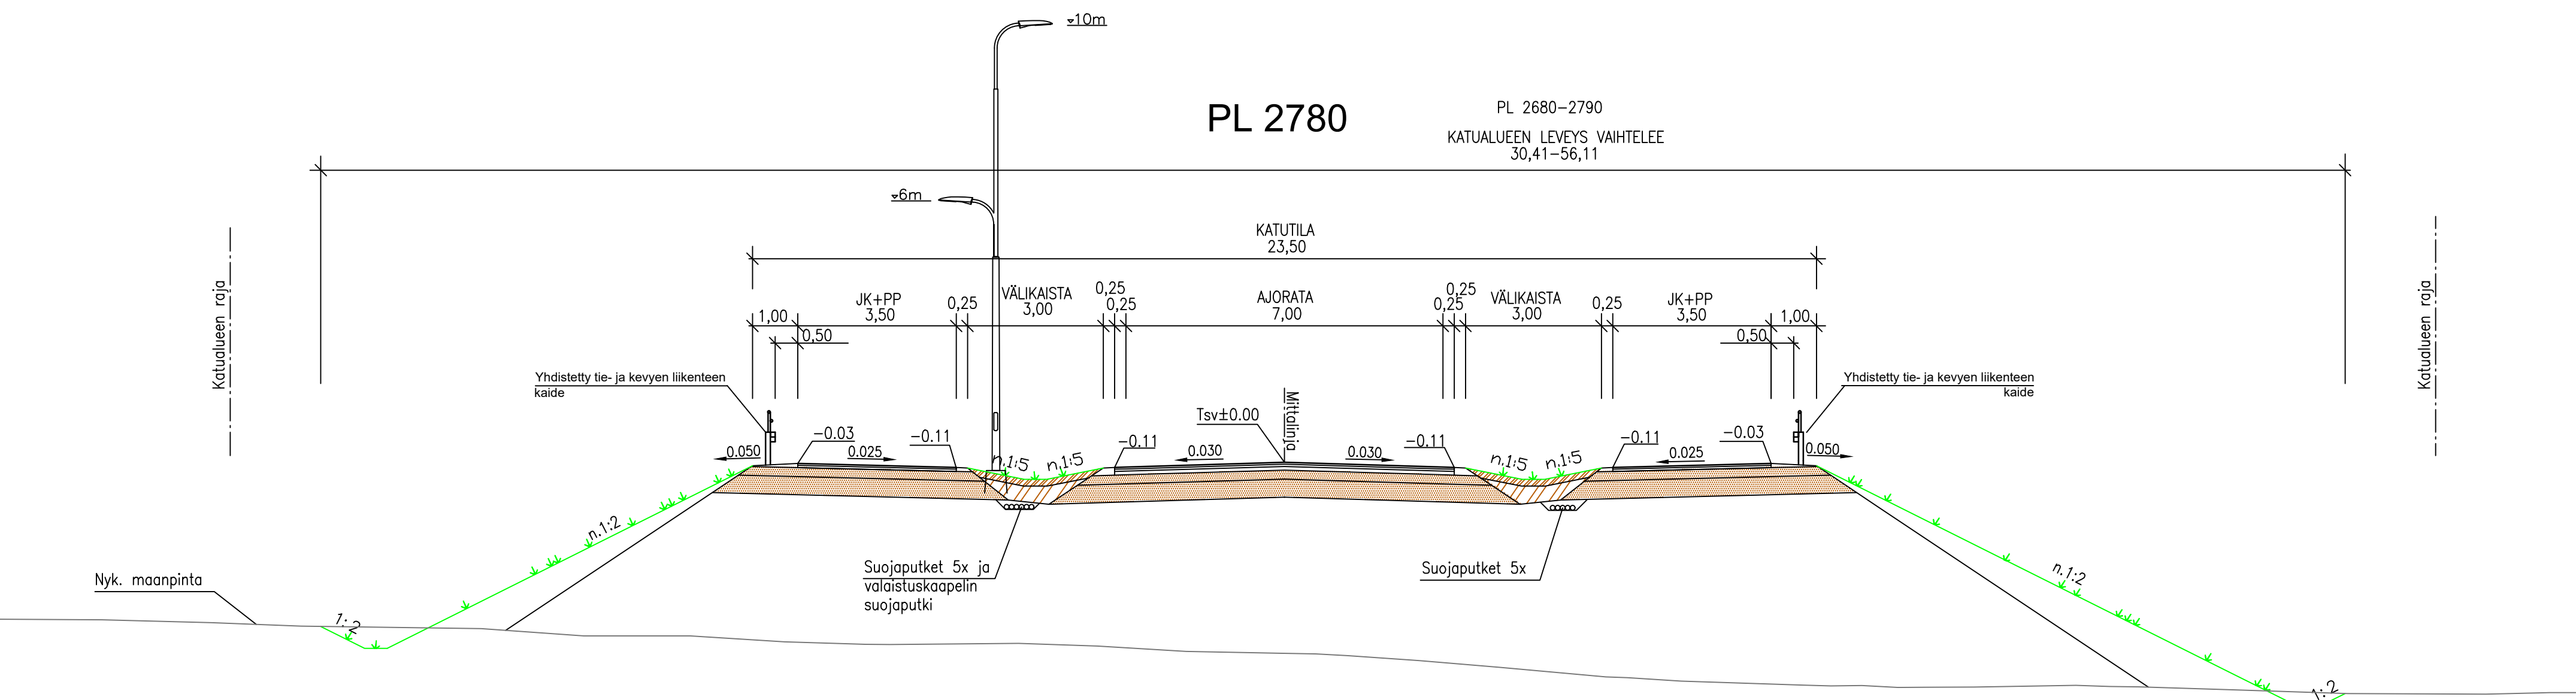 10m
PL 2780
PL 2680-2790
KATUALUEEN LEVEYS VAIHTELEE
30,41-56,11
6m
KATUTILA
23,50
1,00
JK+PP
3,50
0,25
VÄLIKAISTA
3,00
0,25
0,25
AJORATA
7,00
0,25
0,25
VÄLIKAISTA
3,00
0,25
JK+PP
3,50
1,00
0,50
0,50
Katualueen raja
Katualueen raja
Yhdistetty tie- ja kevyen liikenteen
kaide
Yhdistetty tie- ja kevyen liikenteen
kaide
Mittalinja
Tsv±0.00
0.050
-0.03
0.025
-0.11
n.1:5
n.1:5
-0.11
0.030
0.030
-0.11
n.1:5
n.1:5
-0.11
0.025
-0.03
0.050
n.1:2
n.1:2
Nyk. maanpinta
1:2
Suojaputket 5x ja
valaistuskaapelin
suojaputki
Suojaputket 5x
1:2